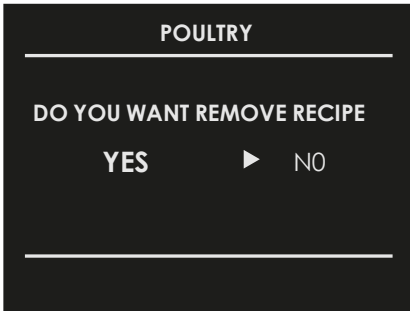 POULTRY
DO YOU WANT REMOVE RECIPE
YES ▶ N0